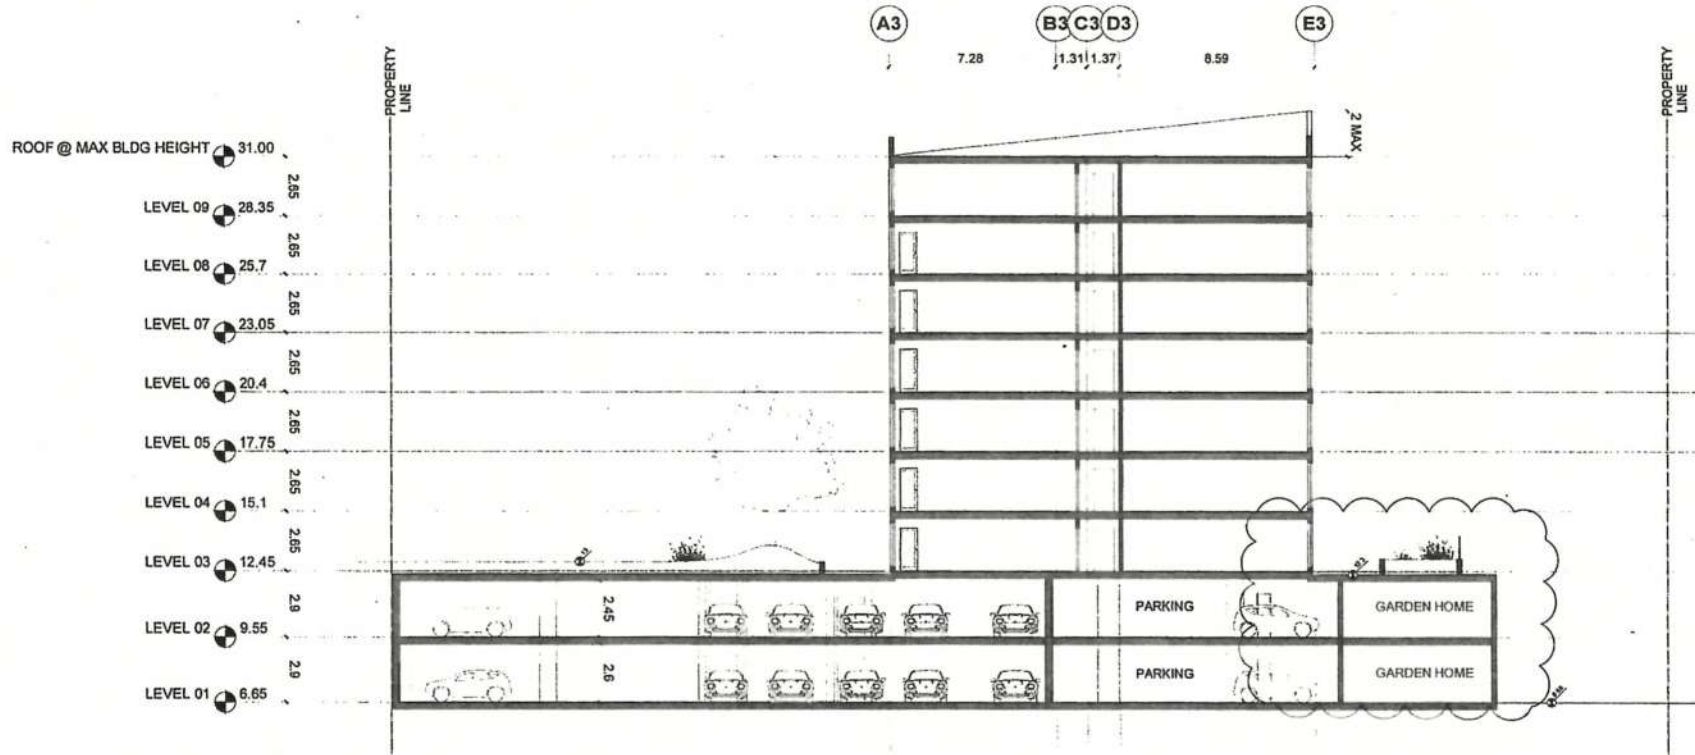 A3 B3 C3 D3 E3
7.28 1.31 1.37 8.59
PROPERTY
LINE
PROPERTY
LINE
2 MAX
ROOF @ MAX BLDG HEIGHT 31.00
2.65
LEVEL 09 28.35
2.65
LEVEL 08 25.7
2.65
LEVEL 07 23.05
2.65
LEVEL 06 20.4
2.65
LEVEL 05 17.75
2.65
LEVEL 04 15.1
2.65
LEVEL 03 12.45
2.9
2.45
PARKING
GARDEN HOME
LEVEL 02 9.55
2.9
2.6
PARKING
GARDEN HOME
LEVEL 01 6.65